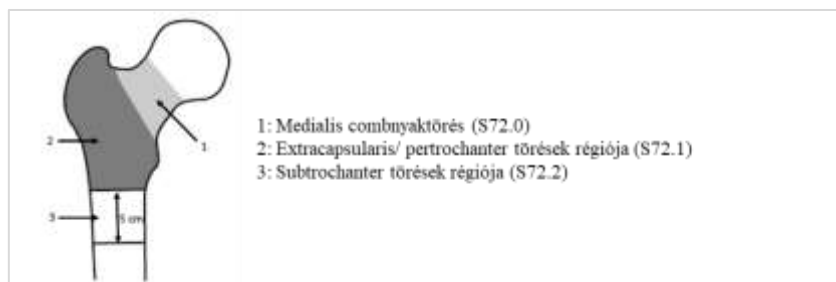 2
1
3
5 cm
1: Medialis combnyaktörés (S72.0)
2: Extracapsularis/ pertrochanter törések régiója (S72.1)
3: Subtrochanter törések régiója (S72.2)